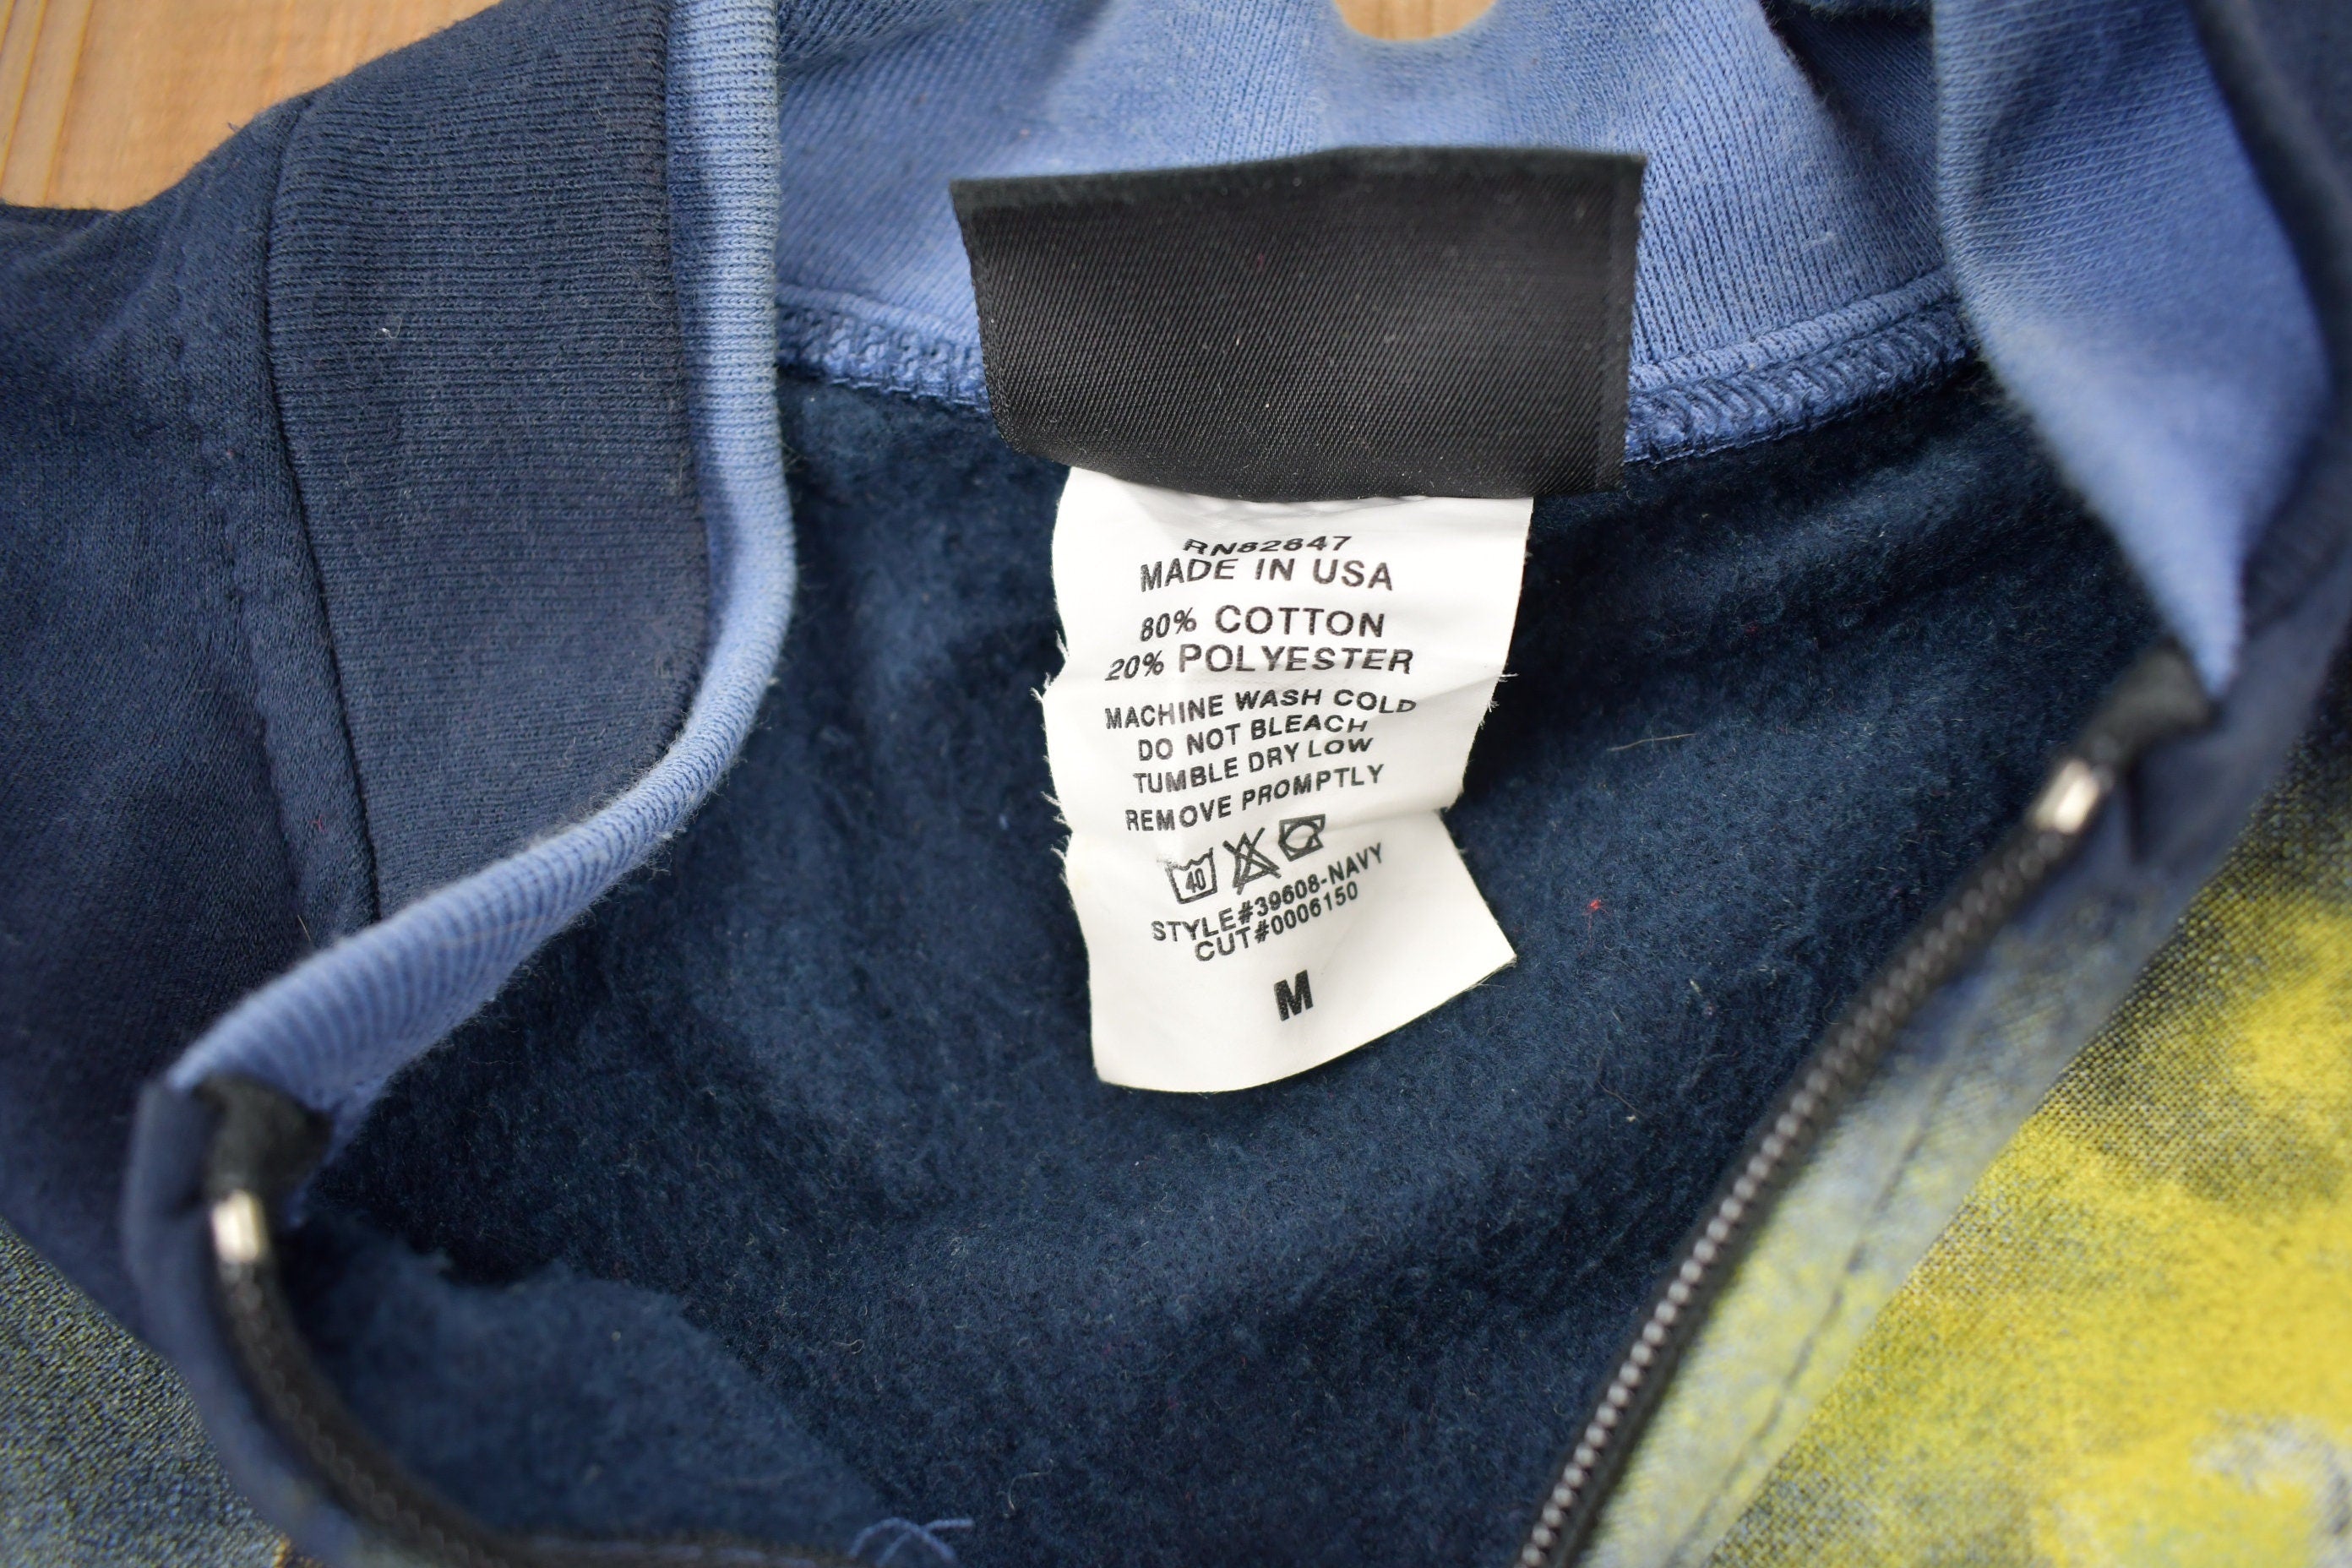 RN82847
MADE IN USA
80% COTTON
20% POLYESTER
MACHINE WASH COLD
DO NOT BLEACH
TUMBLE DRY LOW
REMOVE PROMPTLY
40
STYLE#39608-NAVY
CUT#0006150
M